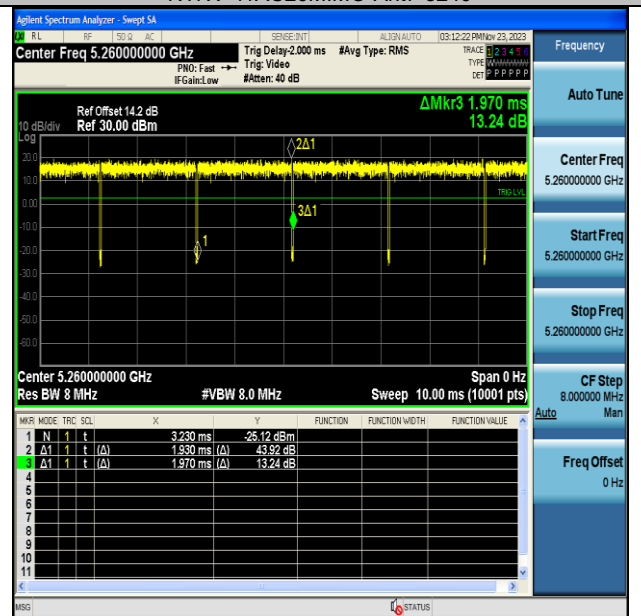 Agilent Spectrum Analyzer - Swept SA
RL RF 50 Ω AC SENSE:INT ALIGN AUTO 03:12:22 PM Nov 23, 2023
Center Freq 5.260000000 GHz
PNO: Fast
IFGain:Low
Trig Delay-2.000 ms
Trig: Video
#Atten: 40 dB
#Avg Type: RMS
TRACE 1 2 3 4 5 6
TYPE
DET P P P P P P
ΔMkr3 1.970 ms
13.24 dB
Ref Offset 14.2 dB
10 dB/div Ref 30.00 dBm
Log
20.0
10.0
0.00
-10.0
-20.0
-30.0
-40.0
-50.0
-60.0
2Δ1
TRIG LVL
3Δ1
1
Center 5.260000000 GHz Span 0 Hz
Res BW 8 MHz #VBW 8.0 MHz Sweep 10.00 ms (10001 pts)
MKR MODE TRC SCL X Y FUNCTION FUNCTION WIDTH FUNCTION VALUE
1 N 1 t 3.230 ms -25.12 dBm
2 Δ1 1 t (Δ) 1.930 ms (Δ) 43.92 dB
3 Δ1 1 t (Δ) 1.970 ms (Δ) 13.24 dB
4
5
6
7
8
9
10
11
MSG STATUS
Frequency
Auto Tune
Center Freq
5.260000000 GHz
Start Freq
5.260000000 GHz
Stop Freq
5.260000000 GHz
CF Step
8.000000 MHz
Auto Man
Freq Offset
0 Hz